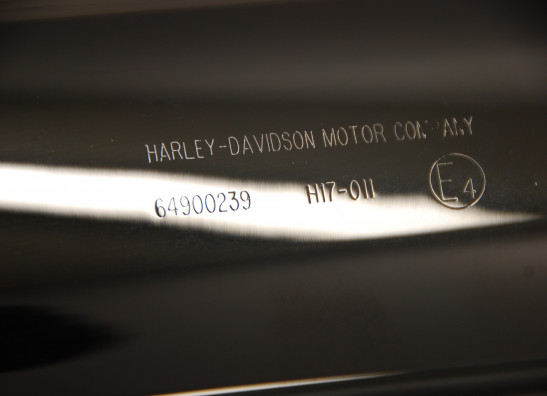 HARLEY-DAVIDSON MOTOR COMPANY
64900239 H17-011 E4